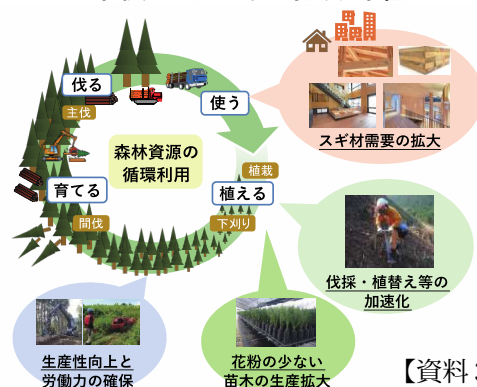 伐る
主伐
使う
スギ材需要の拡大
森林資源の
循環利用
植栽
植える
下刈り
育てる
間伐
伐採・植替え等の
加速化
生産性向上と
労働力の確保
花粉の少ない
苗木の生産拡大
【資料